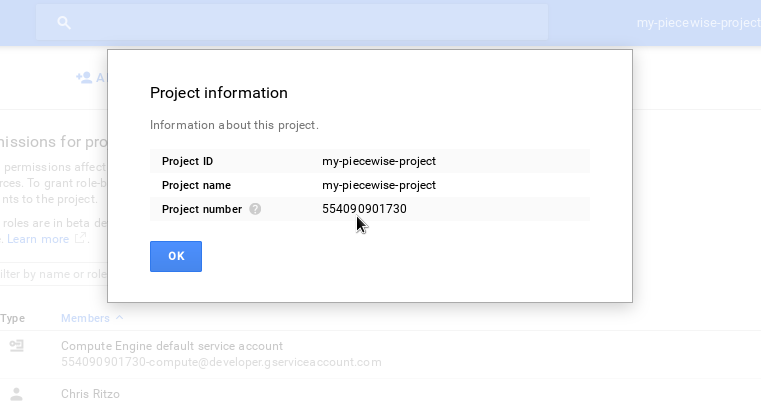 my-piecewise-project
A
Project information
Information about this project.
Project ID my-piecewise-project
Project name my-piecewise-project
Project number ? 554090901730
OK
missions for pro
permissions affect
rces. To grant role-b
nts to the project.
roles are in beta de
e. Learn more .
ilter by name or role
Type Members
Compute Engine default service account
554090901730-compute@developer.gserviceaccount.com
Chris Ritzo